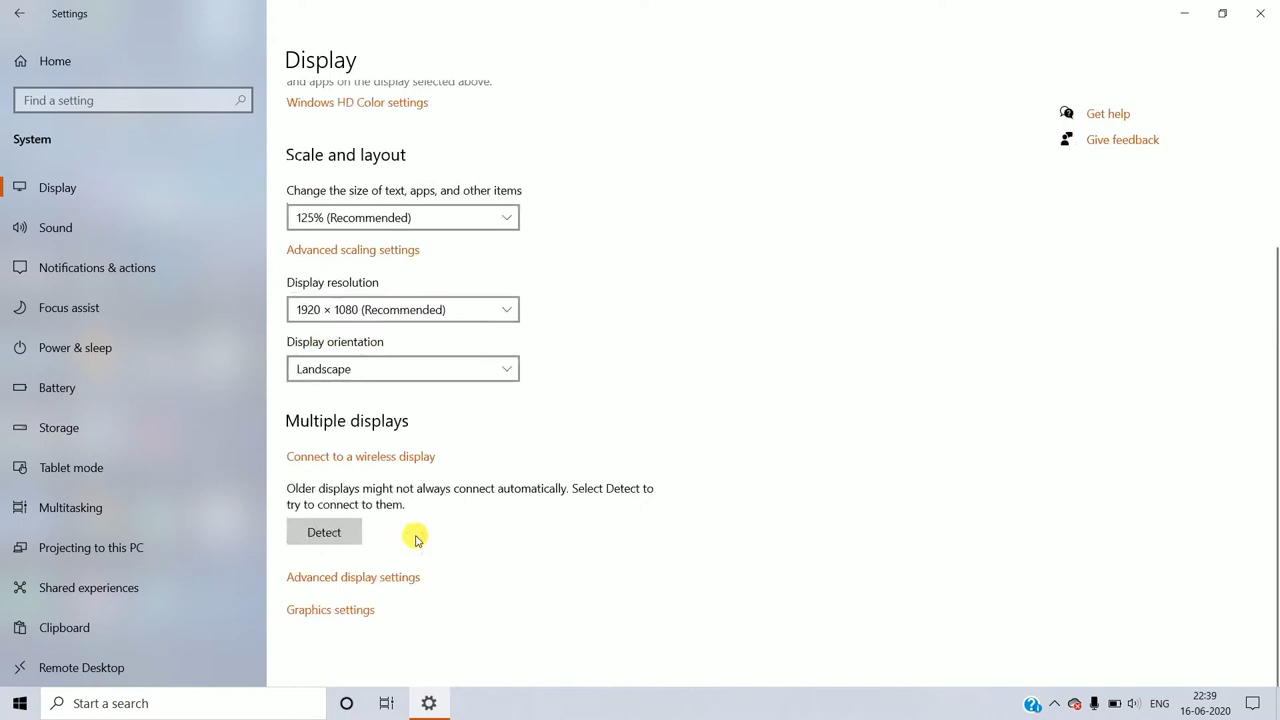 Settings
Home
Find a setting
System
Display
Sound
Notifications & actions
Focus assist
Power & sleep
Battery
Storage
Tablet mode
Multitasking
Projecting to this PC
Shared experiences
Clipboard
Remote Desktop
Display
and apps on the display selected above.
Windows HD Color settings
Scale and layout
Change the size of text, apps, and other items
125% (Recommended)
Advanced scaling settings
Display resolution
1920 × 1080 (Recommended)
Display orientation
Landscape
Multiple displays
Connect to a wireless display
Older displays might not always connect automatically. Select Detect to
try to connect to them.
Detect
Advanced display settings
Graphics settings
Get help
Give feedback
Start a search
ENG
22:39
16-06-2020